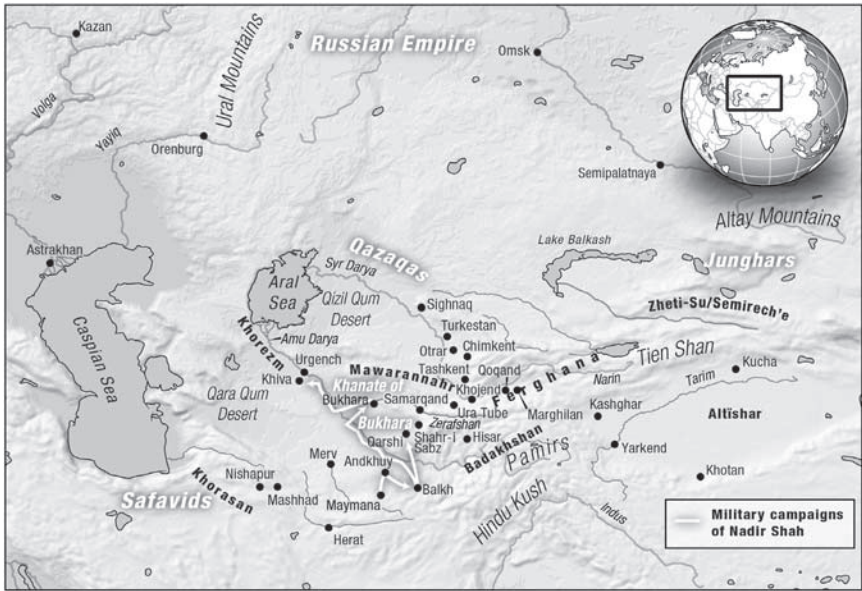 Kazan
Volga
Ural Mountains
Russian Empire
Omsk
Yayiq
Orenburg
Semipalatnaya
Altay Mountains
Astrakhan
Qazaqas
Lake Balkash
Junghars
Syr Darya
Aral
Sea
Qizil Qum
Desert
Sighnaq
Zheti-Su/Semirech'e
Caspian Sea
Khorezm
Amu Darya
Turkestan
Otrar
Chimkent
Urgench
Mawarannahr
Tashkent
Qoqand
Ferghana
Tien Shan
Khiva
Khanate of
Khojend
Narin
Tarim
Kucha
Qara Qum
Desert
Bukhara
Samarqand
Ura Tube
Marghilan
Kashghar
Altïshar
Bukhara
Zerafshan
Qarshi
Shahr-i
Sabz
Hisar
Badakhshan
Pamirs
Yarkend
Merv
Andkhuy
Khotan
Nishapur
Safavids
Khorasan
Mashhad
Maymana
Balkh
Hindu Kush
Indus
Herat
Military campaigns
of Nadir Shah